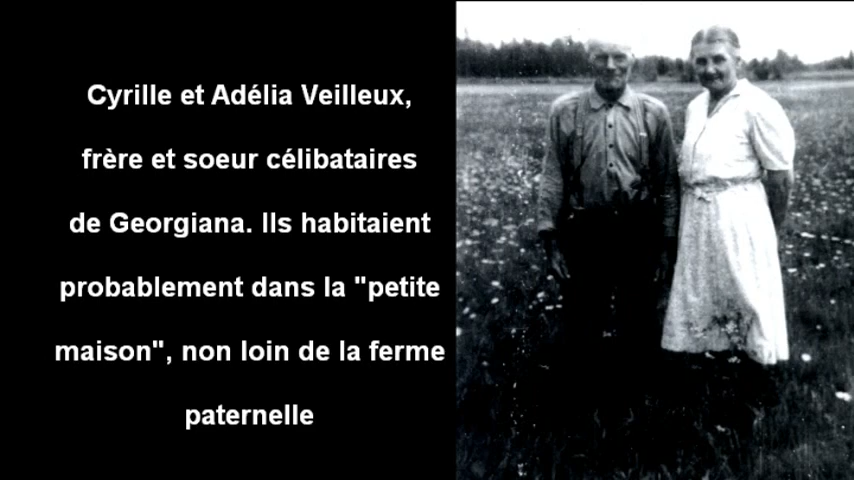 Cyrille et Adélia Veilleux,
frère et soeur célibataires
de Georgiana. Ils habitaient
probablement dans la "petite
maison", non loin de la ferme
paternelle